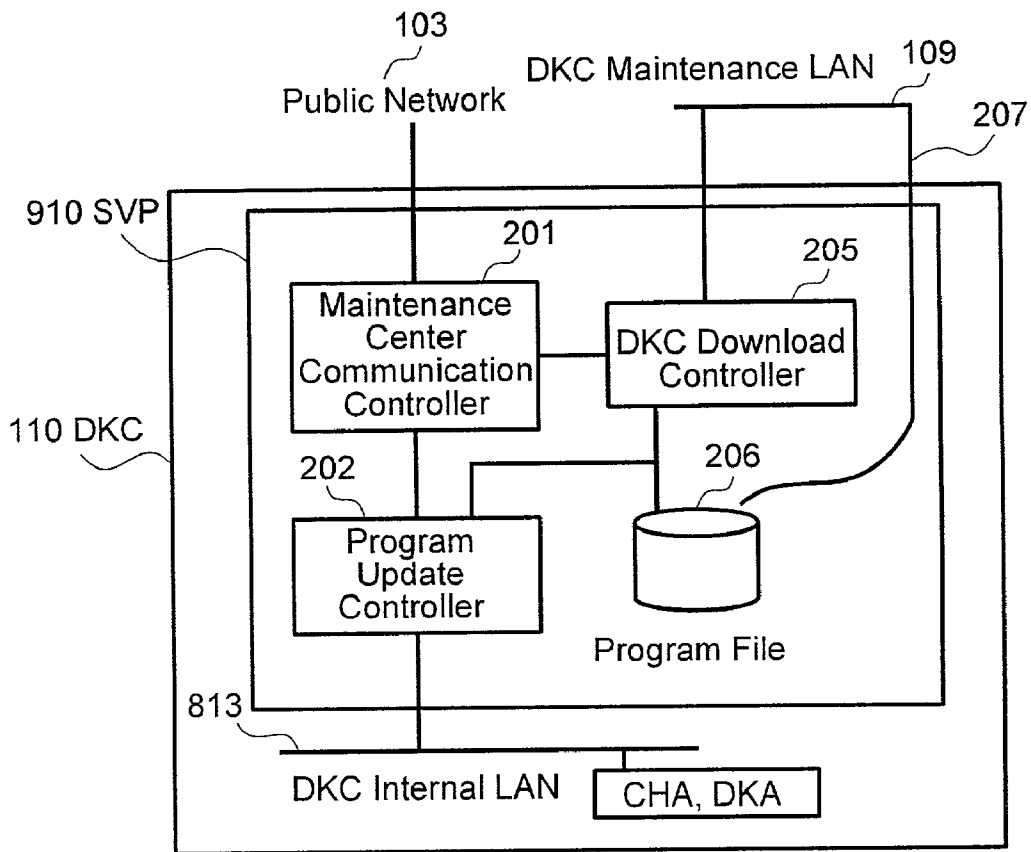 103
Public Network
DKC Maintenance LAN
109
207
910 SVP
201
205
Maintenance
Center
Communication
Controller
DKC Download
Controller
110 DKC
202
206
Program
Update
Controller
Program File
813
DKC Internal LAN
CHA, DKA